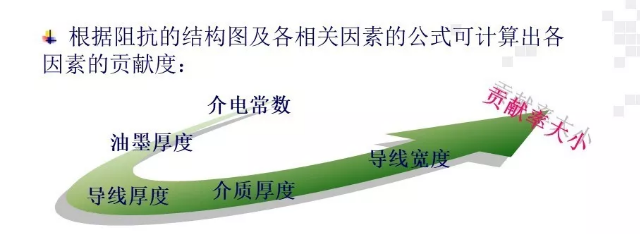 根据阻抗的结构图及各相关因素的公式可计算出各
因素的贡献度：
介电常数
油墨厚度
导线厚度
介质厚度
导线宽度
贡献率大小